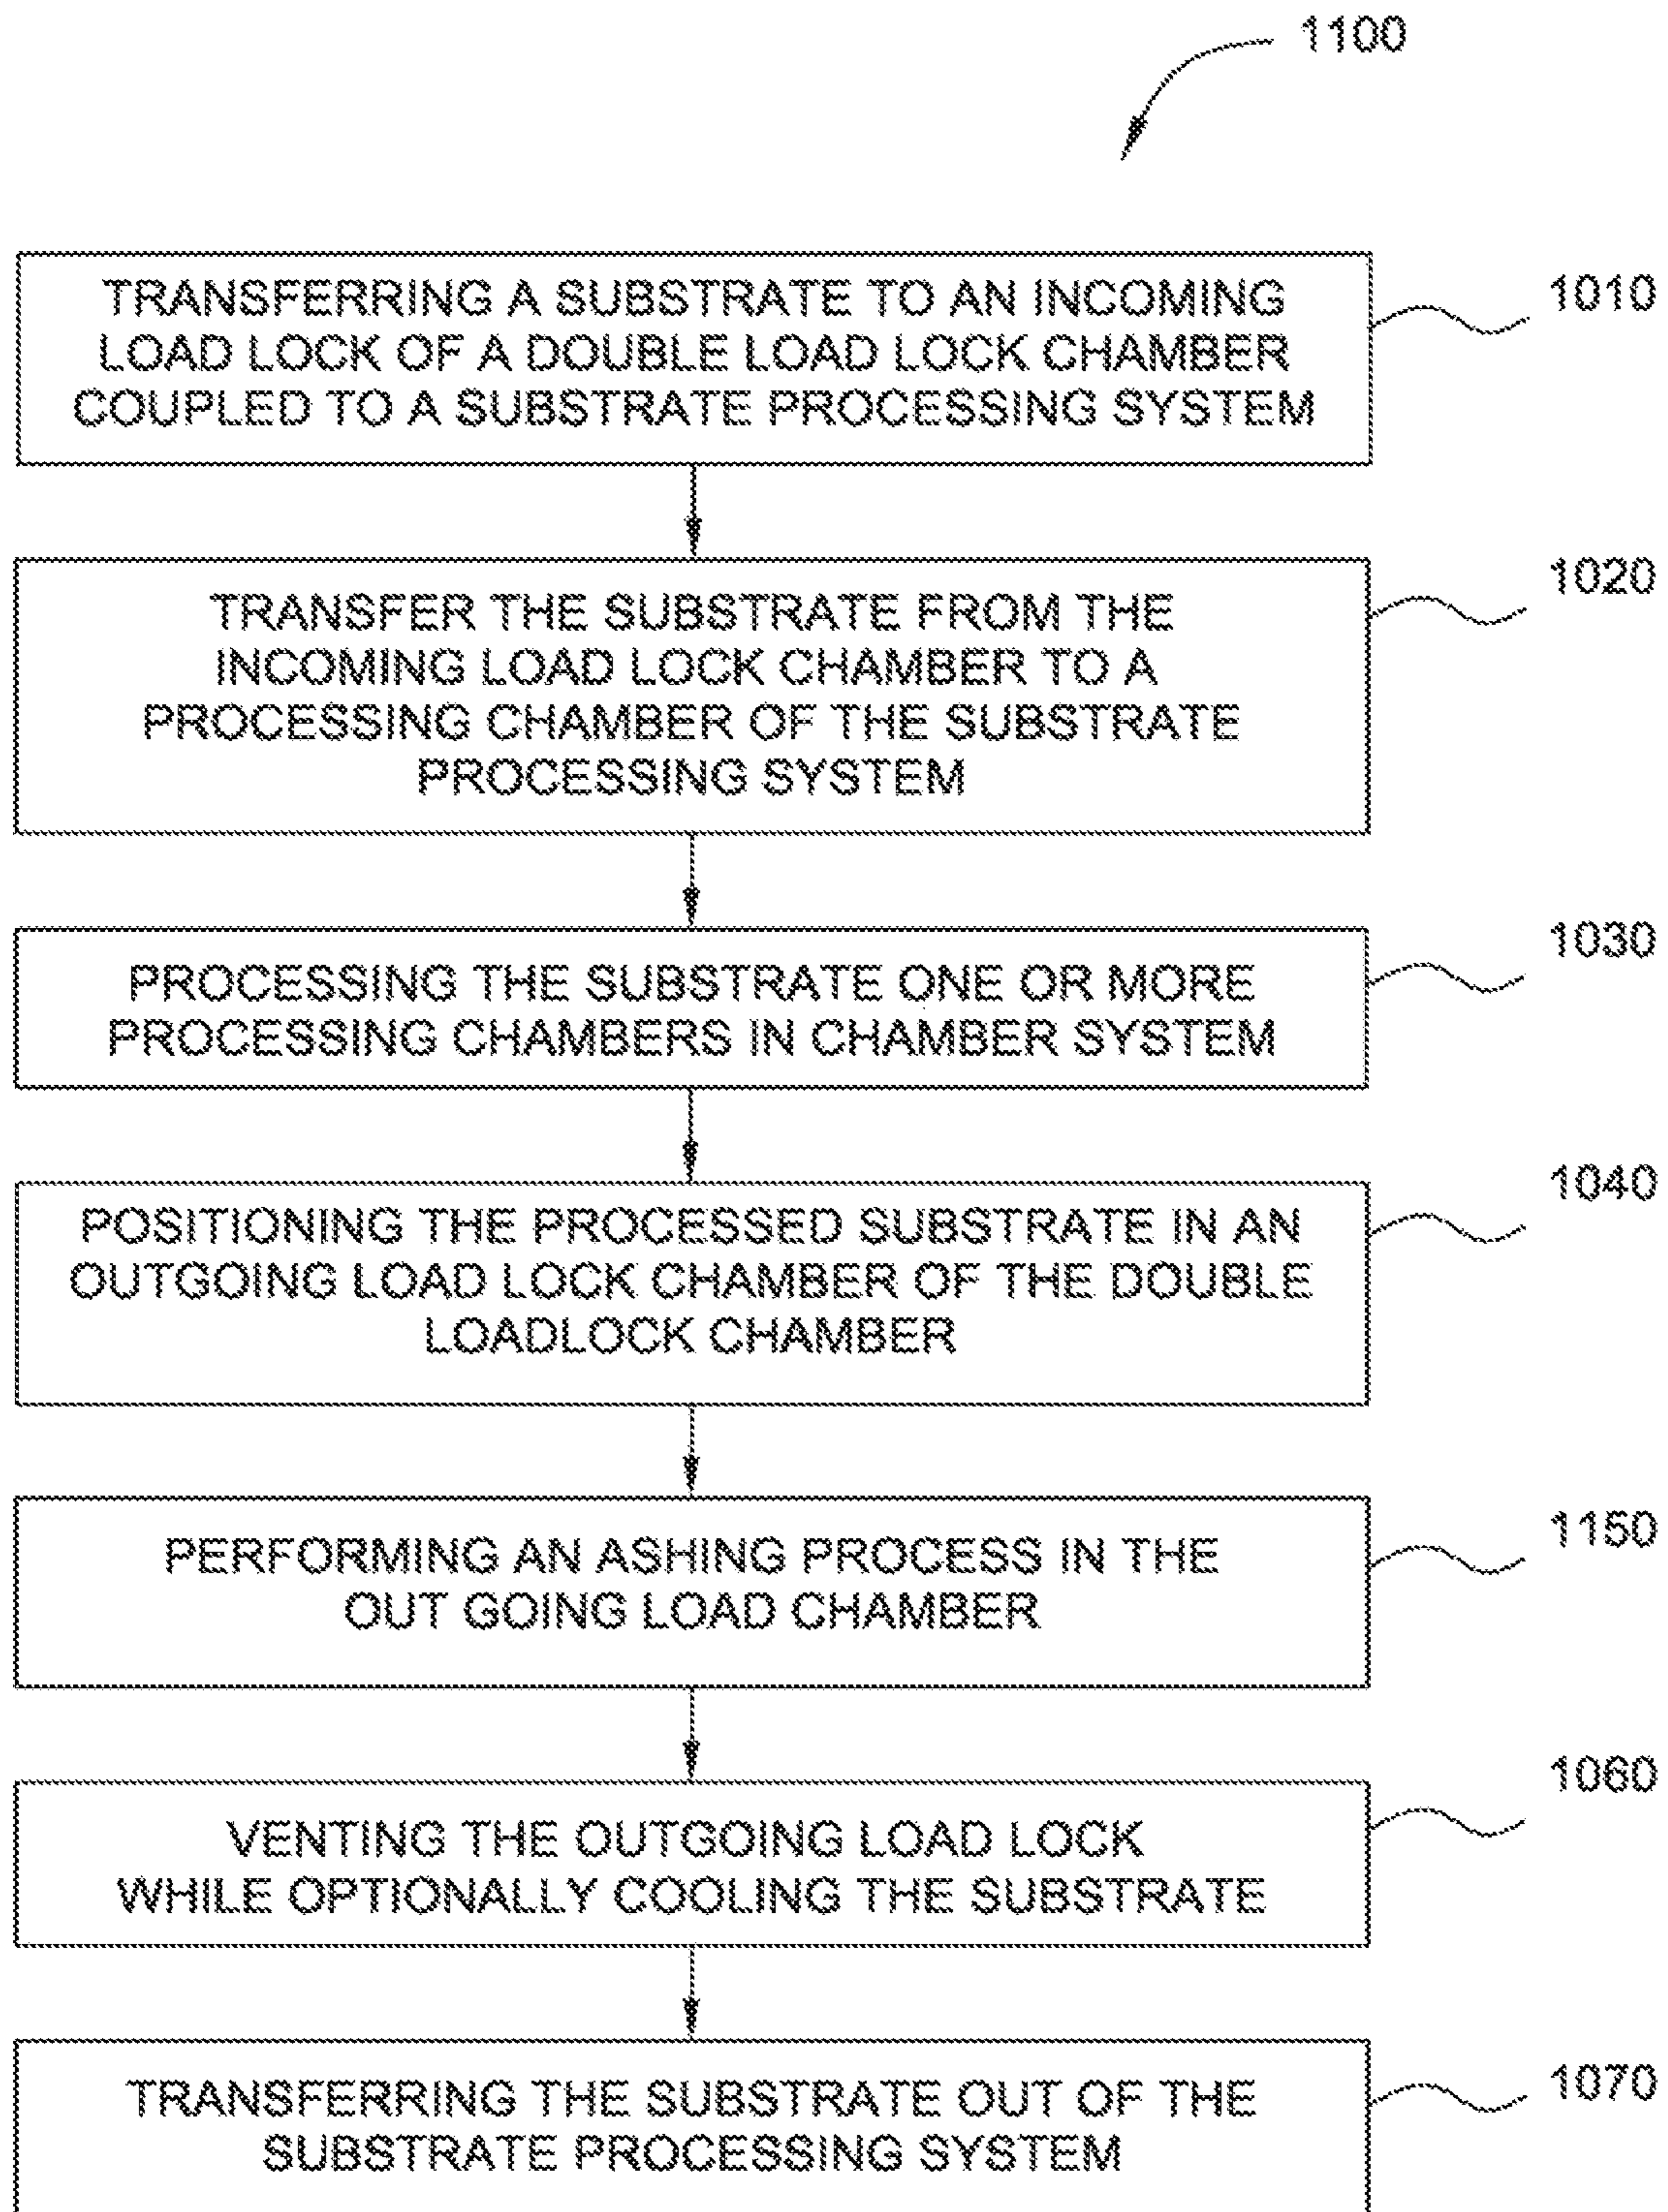 1100
TRANSFERRING A SUBSTRATE TO AN INCOMING
LOAD LOCK OF A DOUBLE LOAD LOCK CHAMBER
COUPLED TO A SUBSTRATE PROCESSING SYSTEM
1010
TRANSFER THE SUBSTRATE FROM THE
INCOMING LOAD LOCK CHAMBER TO A
PROCESSING CHAMBER OF THE SUBSTRATE
PROCESSING SYSTEM
1020
PROCESSING THE SUBSTRATE ONE OR MORE
PROCESSING CHAMBERS IN CHAMBER SYSTEM
1030
POSITIONING THE PROCESSED SUBSTRATE IN AN
OUTGOING LOAD LOCK CHAMBER OF THE DOUBLE
LOADLOCK CHAMBER
1040
PERFORMING AN ASHING PROCESS IN THE
OUT GOING LOAD CHAMBER
1150
VENTING THE OUTGOING LOAD LOCK
WHILE OPTIONALLY COOLING THE SUBSTRATE
1060
TRANSFERRING THE SUBSTRATE OUT OF THE
SUBSTRATE PROCESSING SYSTEM
1070